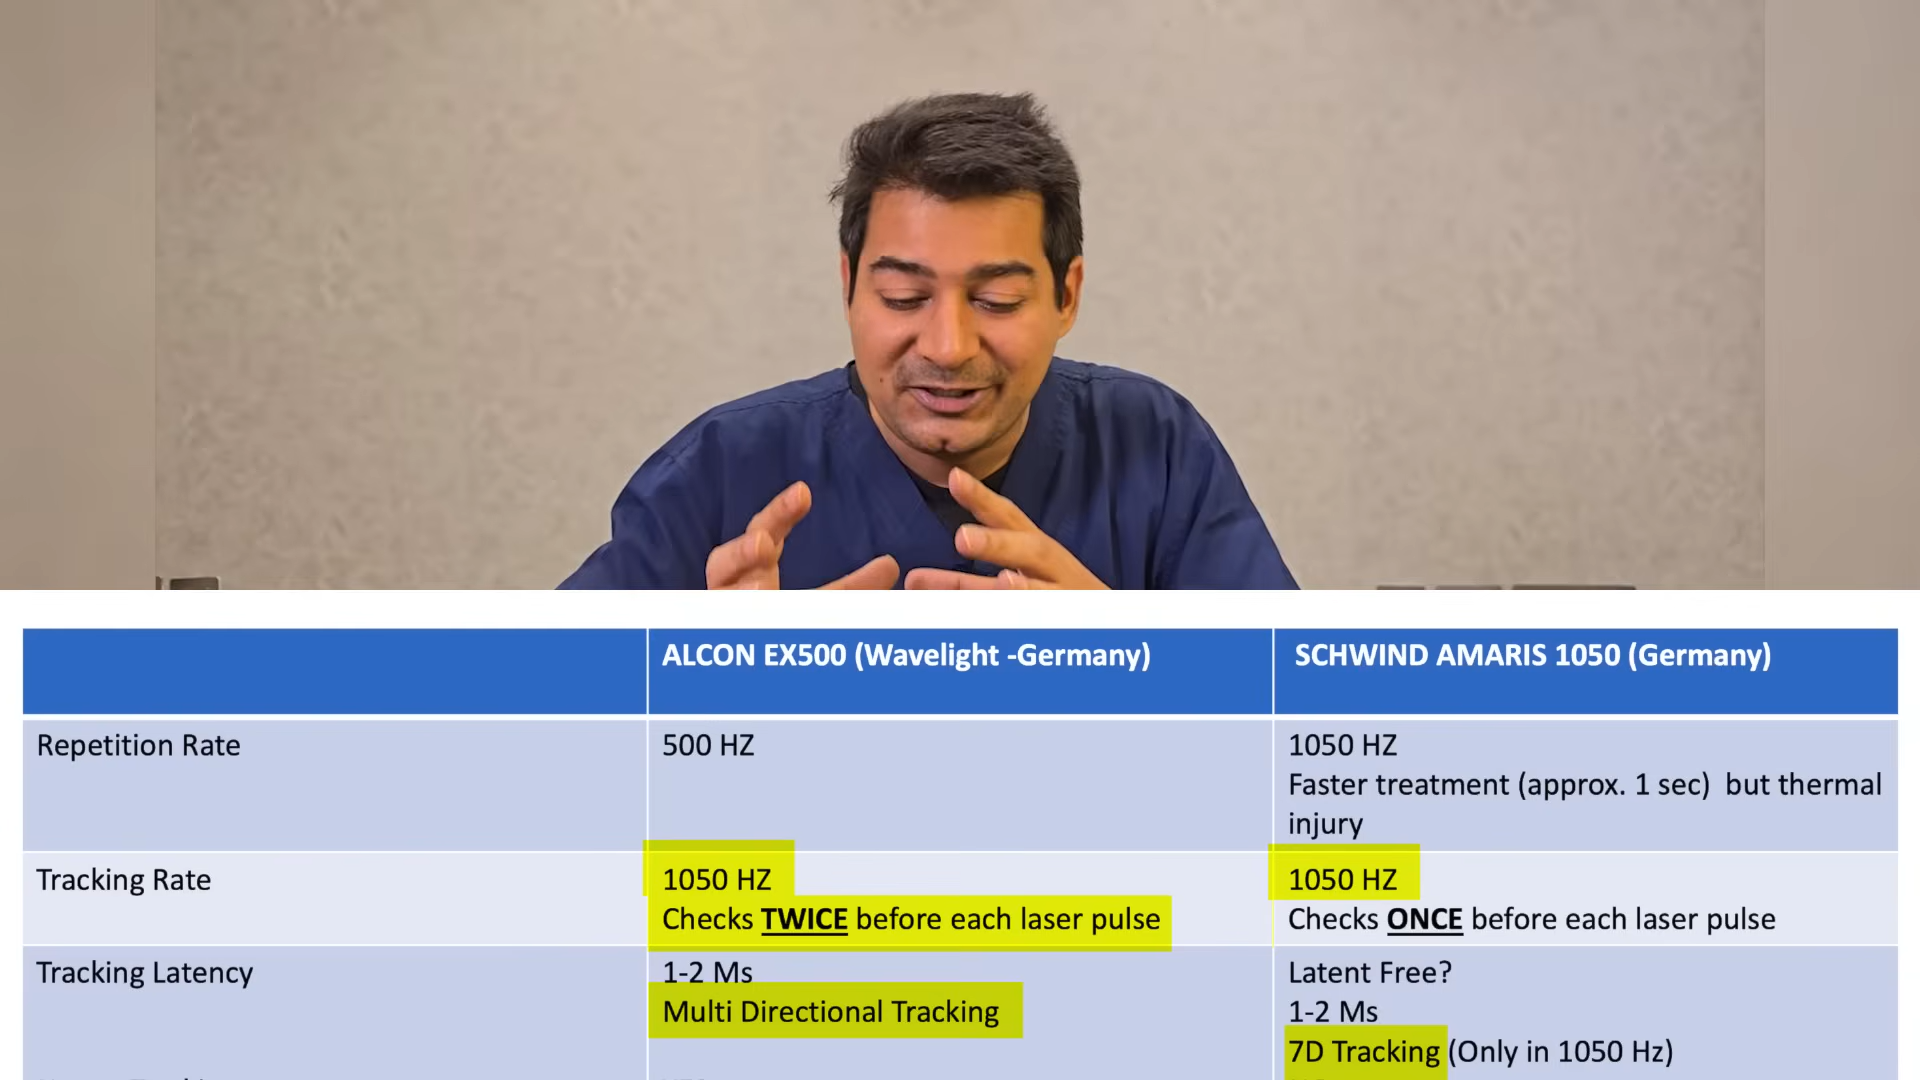 ALCON EX500 (Wavelight -Germany)
SCHWIND AMARIS 1050 (Germany)
Repetition Rate
500 HZ
1050 HZ
Faster treatment (approx. 1 sec) but thermal
injury
Tracking Rate
1050 HZ
Checks TWICE before each laser pulse
1050 HZ
Checks ONCE before each laser pulse
Tracking Latency
1-2 Ms
Multi Directional Tracking
Latent Free?
1-2 Ms
7D Tracking (Only in 1050 Hz)